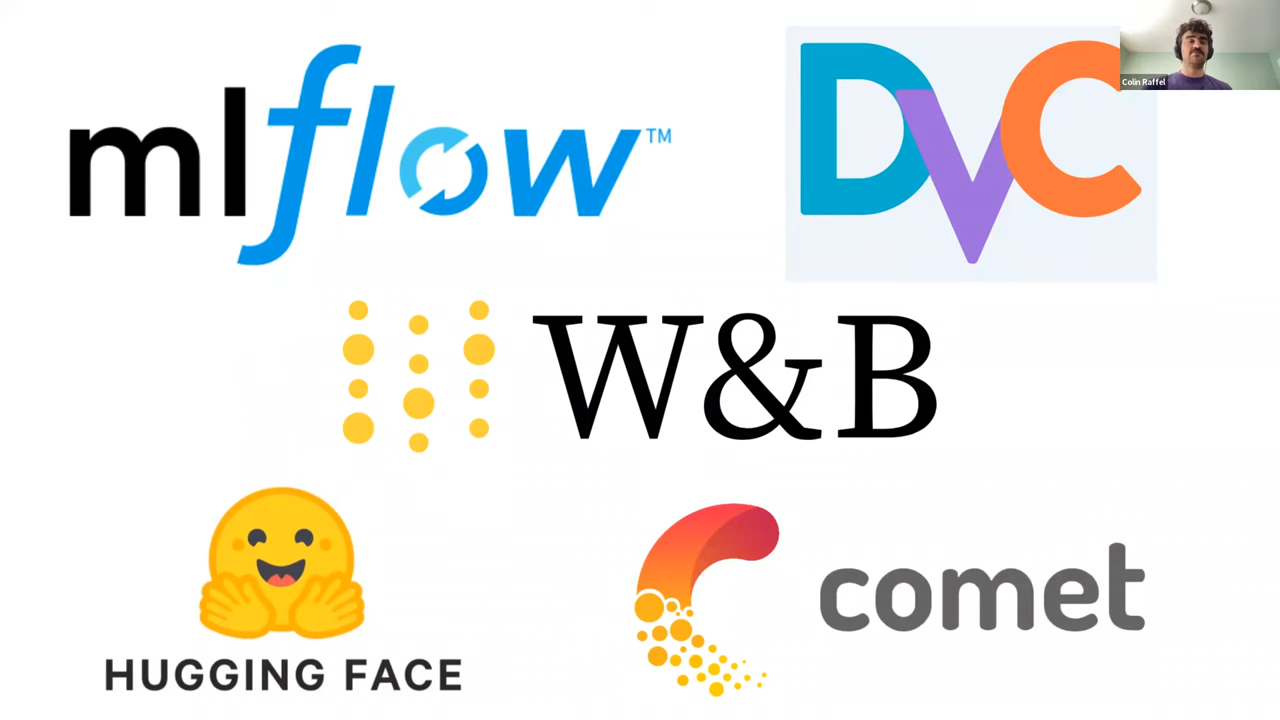 mlflow™
DVC
Colin Raffel
W&B
HUGGING FACE
comet